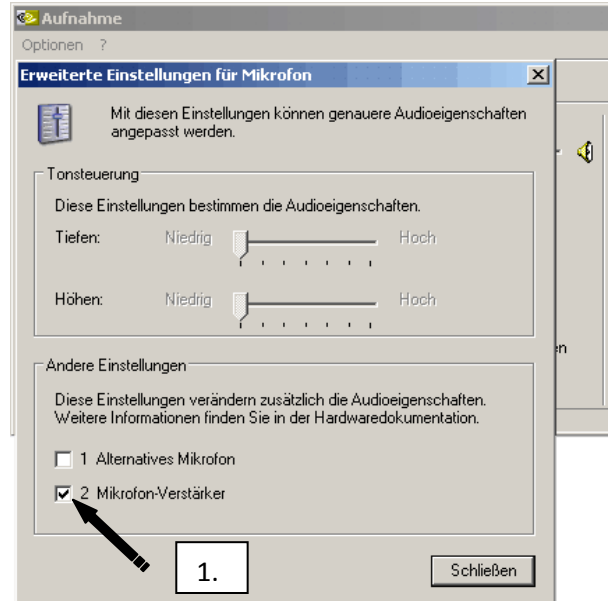 Aufnahme
Optionen ?
Erweiterte Einstellungen für Mikrofon
Mit diesen Einstellungen können genauere Audioeigenschaften
angepasst werden.
Tonsteuerung
Diese Einstellungen bestimmen die Audioeigenschaften.
Tiefen: Niedrig Hoch
Höhen: Niedrig Hoch
en
Andere Einstellungen
Diese Einstellungen verändern zusätzlich die Audioeigenschaften.
Weitere Informationen finden Sie in der Hardwaredokumentation.
1 Alternatives Mikrofon
2 Mikrofon-Verstärker
1.
Schließen